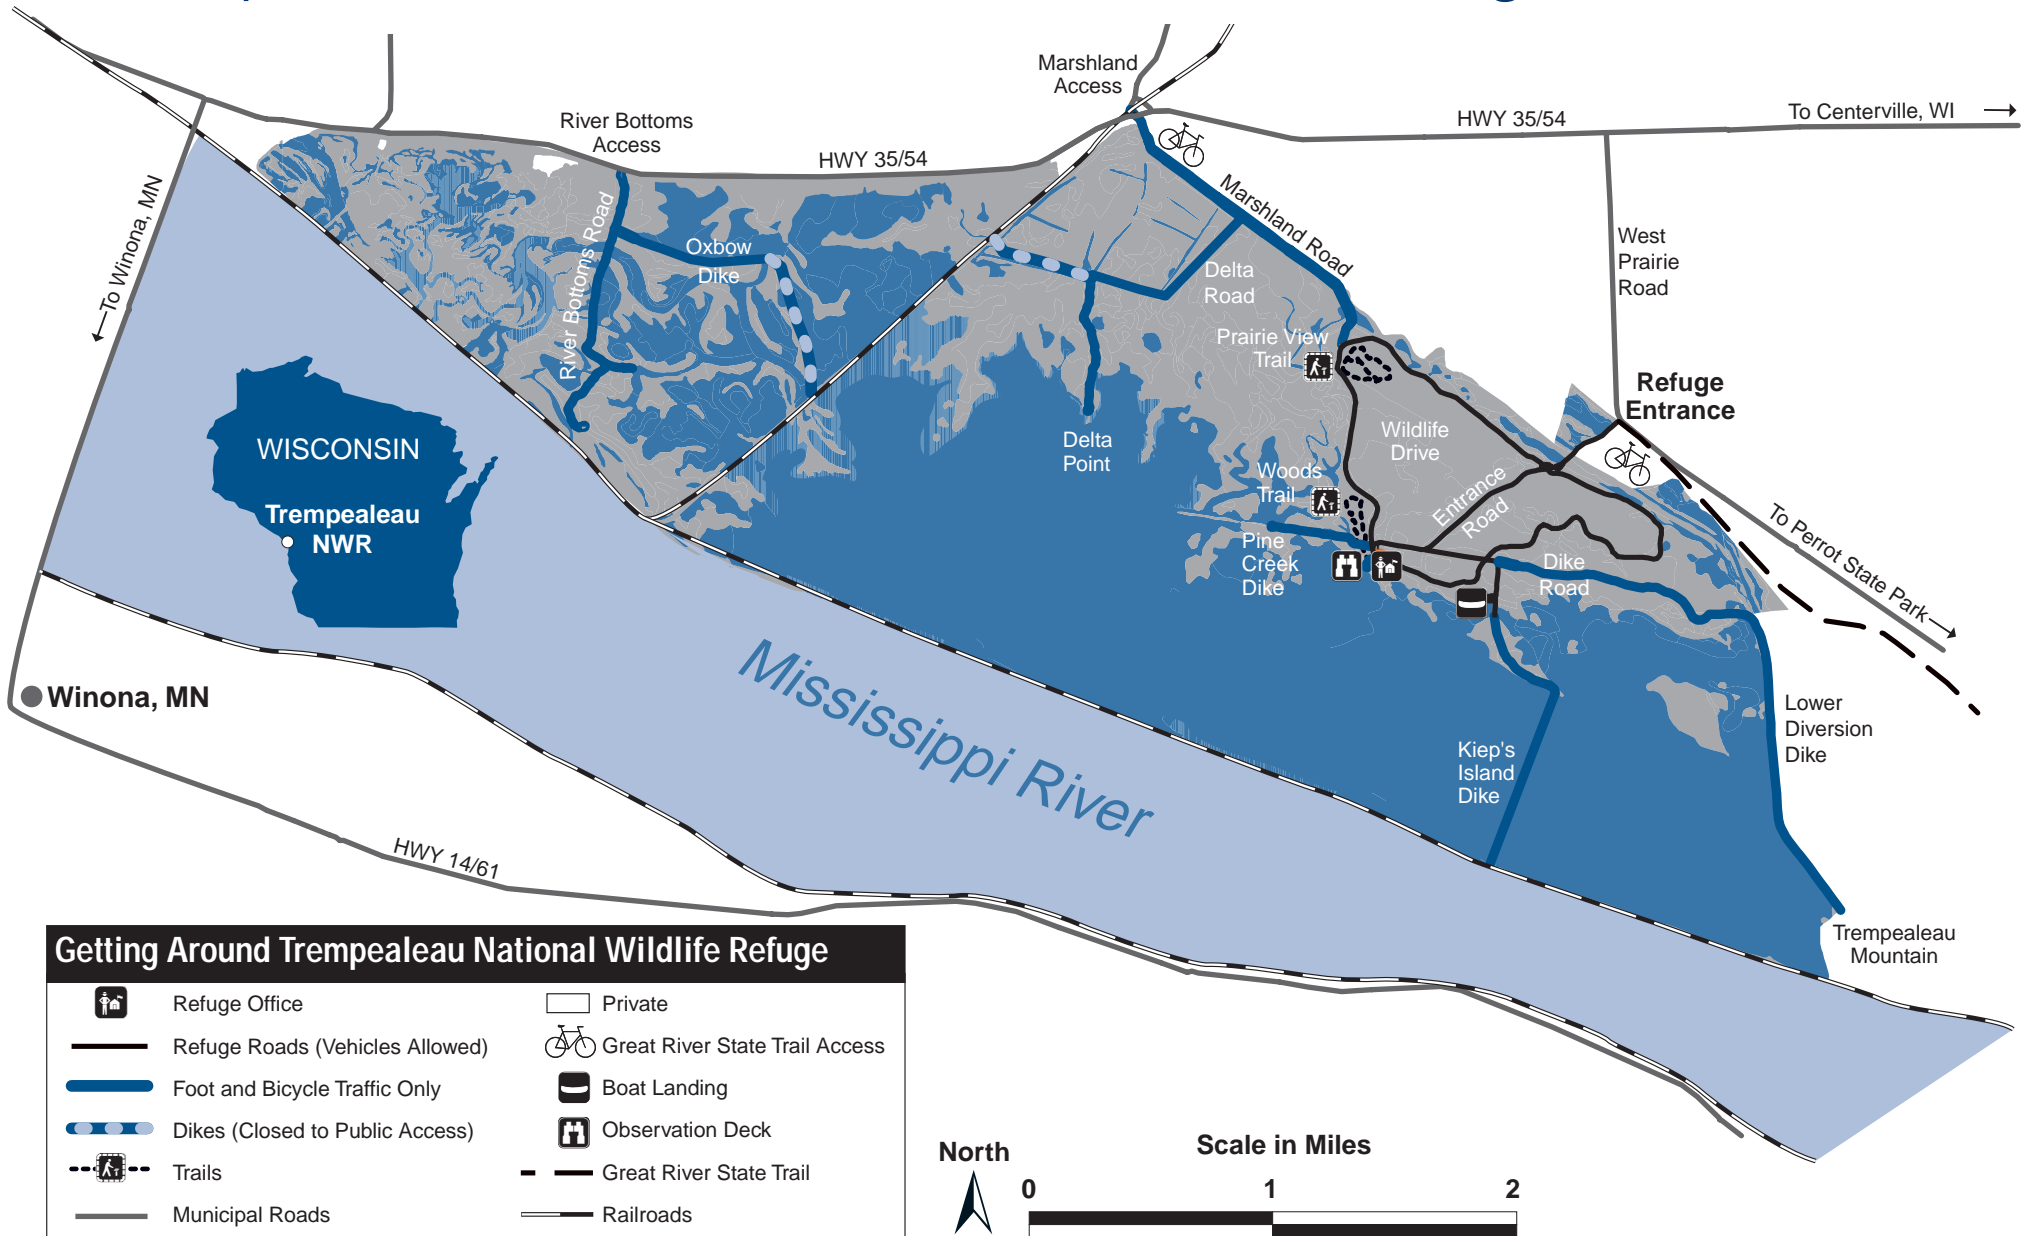 Marshland
Access
River Bottoms
Access
HWY 35/54
HWY 35/54
To Centerville, WI
To Winona, MN
River Bottoms Road
Oxbow
Dike
Marshland Road
Delta
Road
West
Prairie
Road
Prairie View
Trail
Refuge
Entrance
WISCONSIN
Trempealeau
NWR
Delta
Point
Wildlife
Drive
Woods
Trail
Entrance
Road
Pine
Creek
Dike
Dike
Road
To Perrot State Park
Winona, MN
Mississippi River
Kiep's
Island
Dike
Lower
Diversion
Dike
HWY 14/61
Trempealeau
Mountain
Getting Around Trempealeau National Wildlife Refuge
Refuge Office
Refuge Roads (Vehicles Allowed)
Foot and Bicycle Traffic Only
Dikes (Closed to Public Access)
Trails
Municipal Roads
Private
Great River State Trail Access
Boat Landing
Observation Deck
Great River State Trail
Railroads
North
Scale in Miles
0 1 2